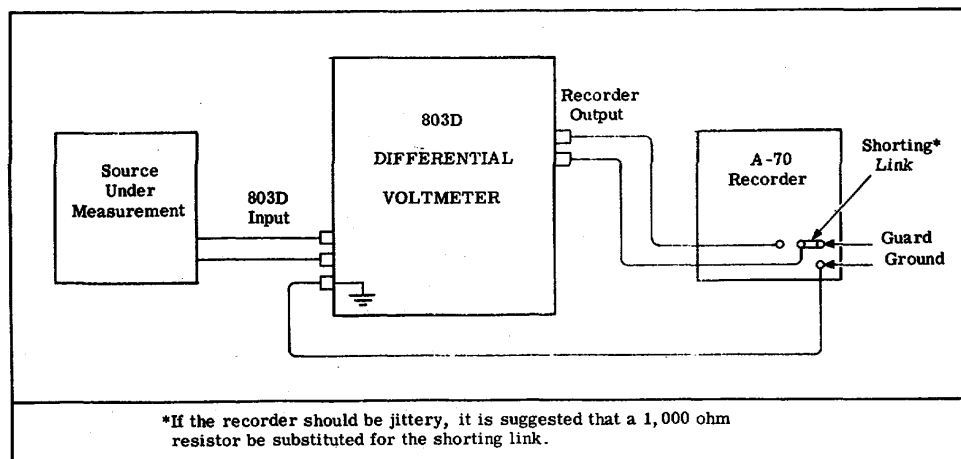 Source
Under
Measurement
803D
Input
803D
DIFFERENTIAL
VOLTMETER
Recorder
Output
A-70
Recorder
Shorting*
Link
Guard
Ground
*If the recorder should be jittery, it is suggested that a 1,000 ohm
resistor be substituted for the shorting link.